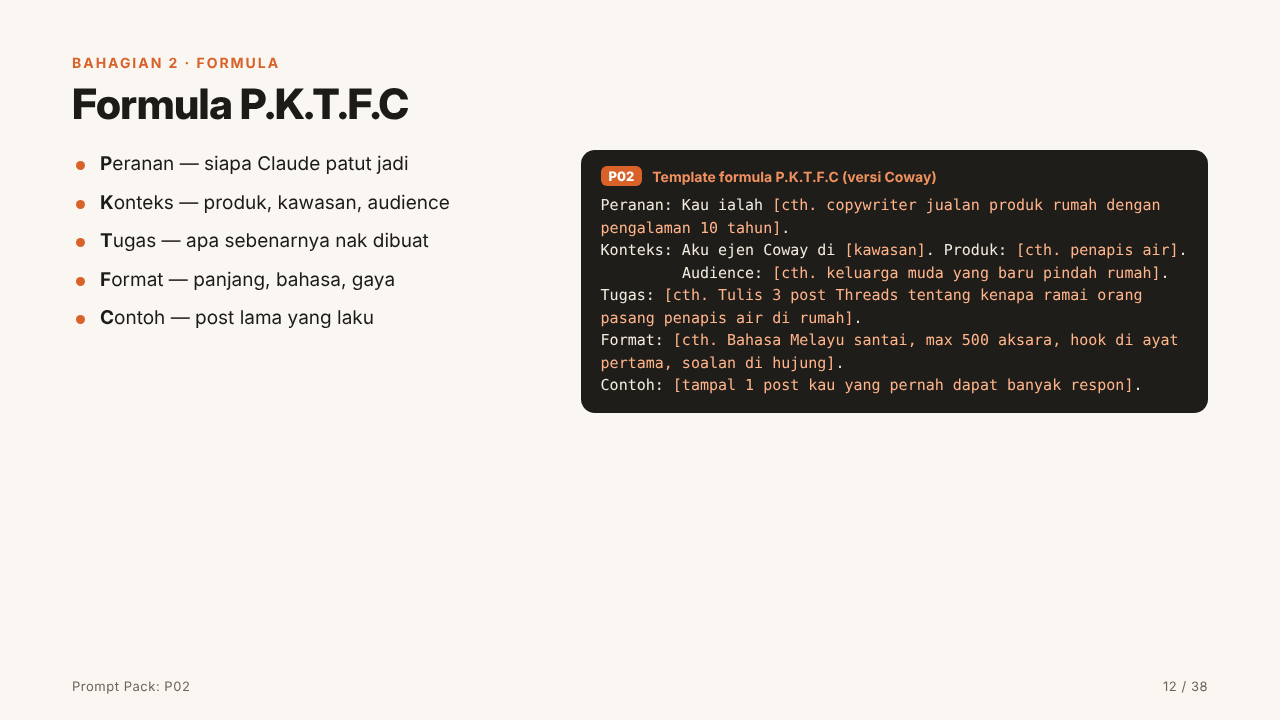 BAHAGIAN 2 · FORMULA
Formula P.K.T.F.C
Peranan — siapa Claude patut jadi
Konteks — produk, kawasan, audience
Tugas — apa sebenarnya nak dibuat
Format — panjang, bahasa, gaya
Contoh — post lama yang laku
P02 Template formula P.K.T.F.C (versi Coway)
Peranan: Kau ialah [cth. copywriter jualan produk rumah dengan
pengalaman 10 tahun].
Konteks: Aku ejen Coway di [kawasan]. Produk: [cth. penapis air].
Audience: [cth. keluarga muda yang baru pindah rumah].
Tugas: [cth. Tulis 3 post Threads tentang kenapa ramai orang
pasang penapis air di rumah].
Format: [cth. Bahasa Melayu santai, max 500 aksara, hook di ayat
pertama, soalan di hujung].
Contoh: [tampal 1 post kau yang pernah dapat banyak respon].
Prompt Pack: P02
12 / 38